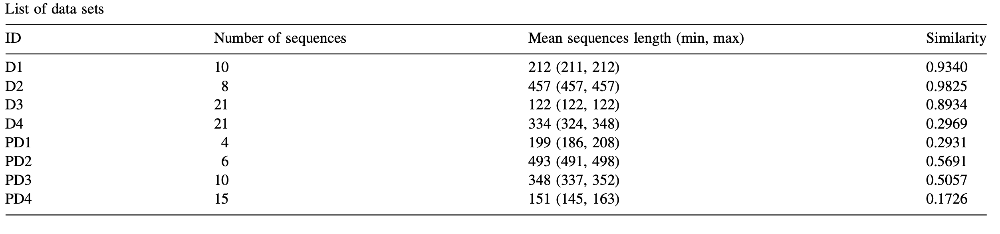 List of data sets
ID Number of sequences Mean sequences length (min, max) Similarity
D1 10 212 (211, 212) 0.9340
D2 8 457 (457, 457) 0.9825
D3 21 122 (122, 122) 0.8934
D4 21 334 (324, 348) 0.2969
PD1 4 199 (186, 208) 0.2931
PD2 6 493 (491, 498) 0.5691
PD3 10 348 (337, 352) 0.5057
PD4 15 151 (145, 163) 0.1726